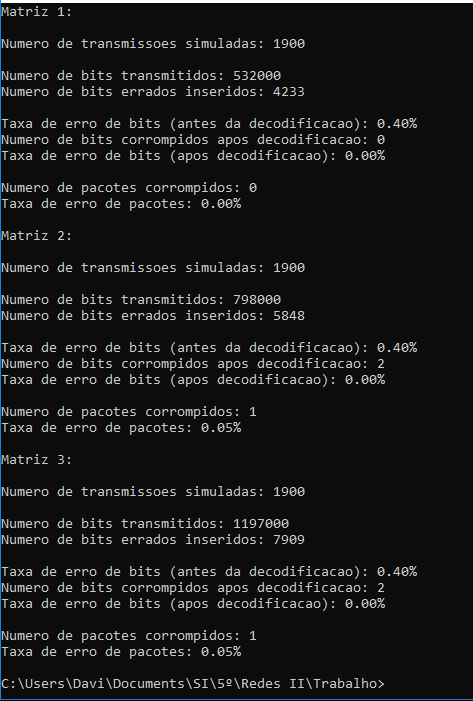 Matriz 1:
Numero de transmissoes simuladas: 1900
Numero de bits transmitidos: 532000
Numero de bits errados inseridos: 4233
Taxa de erro de bits (antes da decodificacao): 0.40%
Numero de bits corrompidos apos decodificacao: 0
Taxa de erro de bits (apos decodificacao): 0.00%
Numero de pacotes corrompidos: 0
Taxa de erro de pacotes: 0.00%
Matriz 2:
Numero de transmissoes simuladas: 1900
Numero de bits transmitidos: 798000
Numero de bits errados inseridos: 5848
Taxa de erro de bits (antes da decodificacao): 0.40%
Numero de bits corrompidos apos decodificacao: 2
Taxa de erro de bits (apos decodificacao): 0.00%
Numero de pacotes corrompidos: 1
Taxa de erro de pacotes: 0.05%
Matriz 3:
Numero de transmissoes simuladas: 1900
Numero de bits transmitidos: 1197000
Numero de bits errados inseridos: 7909
Taxa de erro de bits (antes da decodificacao): 0.40%
Numero de bits corrompidos apos decodificacao: 2
Taxa de erro de bits (apos decodificacao): 0.00%
Numero de pacotes corrompidos: 1
Taxa de erro de pacotes: 0.05%
C:\Users\Davi\Documents\SI\5º\Redes II\Trabalho>